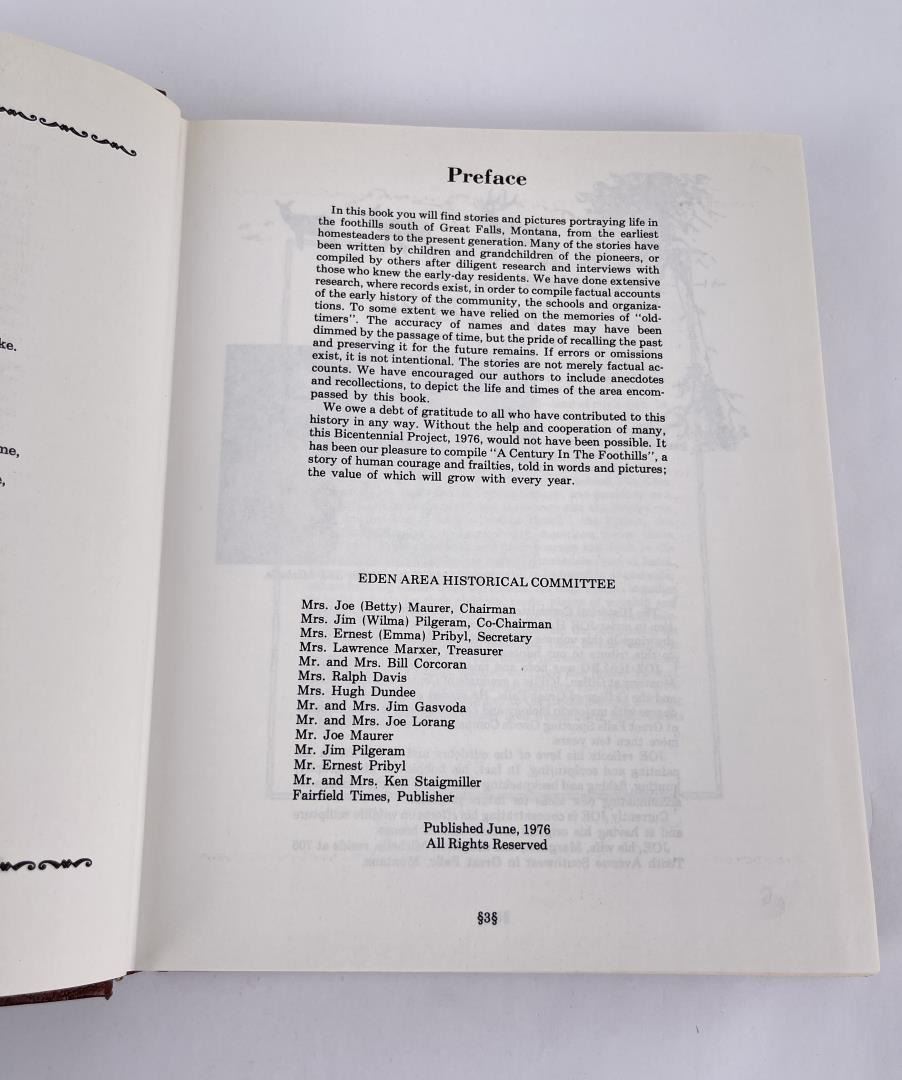 ke.
me,
Preface
In this book you will find stories and pictures portraying life in
the foothills south of Great Falls, Montana, from the earliest
homesteaders to the present generation. Many of the stories have
been written by children and grandchildren of the pioneers, or
compiled by others after diligent research and interviews with
those who knew the early-day residents. We have done extensive
research, where records exist, in order to compile factual accounts
of the early history of the community, the schools and organiza-
tions. To some extent we have relied on the memories of "old-
timers". The accuracy of names and dates may have been
dimmed by the passage of time, but the pride of recalling the past
and preserving it for the future remains. If errors or omissions
exist, it is not intentional. The stories are not merely factual ac-
counts. We have encouraged our authors to include anecdotes
and recollections, to depict the life and times of the area encom-
passed by this book.
We owe a debt of gratitude to all who have contributed to this
history in any way. Without the help and cooperation of many,
this Bicentennial Project, 1976, would not have been possible. It
has been our pleasure to compile "A Century In The Foothills", a
story of human courage and frailties, told in words and pictures;
the value of which will grow with every year.
EDEN AREA HISTORICAL COMMITTEE
Mrs. Joe (Betty) Maurer, Chairman
Mrs. Jim (Wilma) Pilgeram, Co-Chairman
Mrs. Ernest (Emma) Pribyl, Secretary
Mrs. Lawrence Marxer, Treasurer
Mr. and Mrs. Bill Corcoran
Mrs. Ralph Davis
Mrs. Hugh Dundee
Mr. and Mrs. Jim Gasvoda
Mr. and Mrs. Joe Lorang
Mr. Joe Maurer
Mr. Jim Pilgeram
Mr. Ernest Pribyl
Mr. and Mrs. Ken Staigmiller
Fairfield Times, Publisher
Published June, 1976
All Rights Reserved
§3§